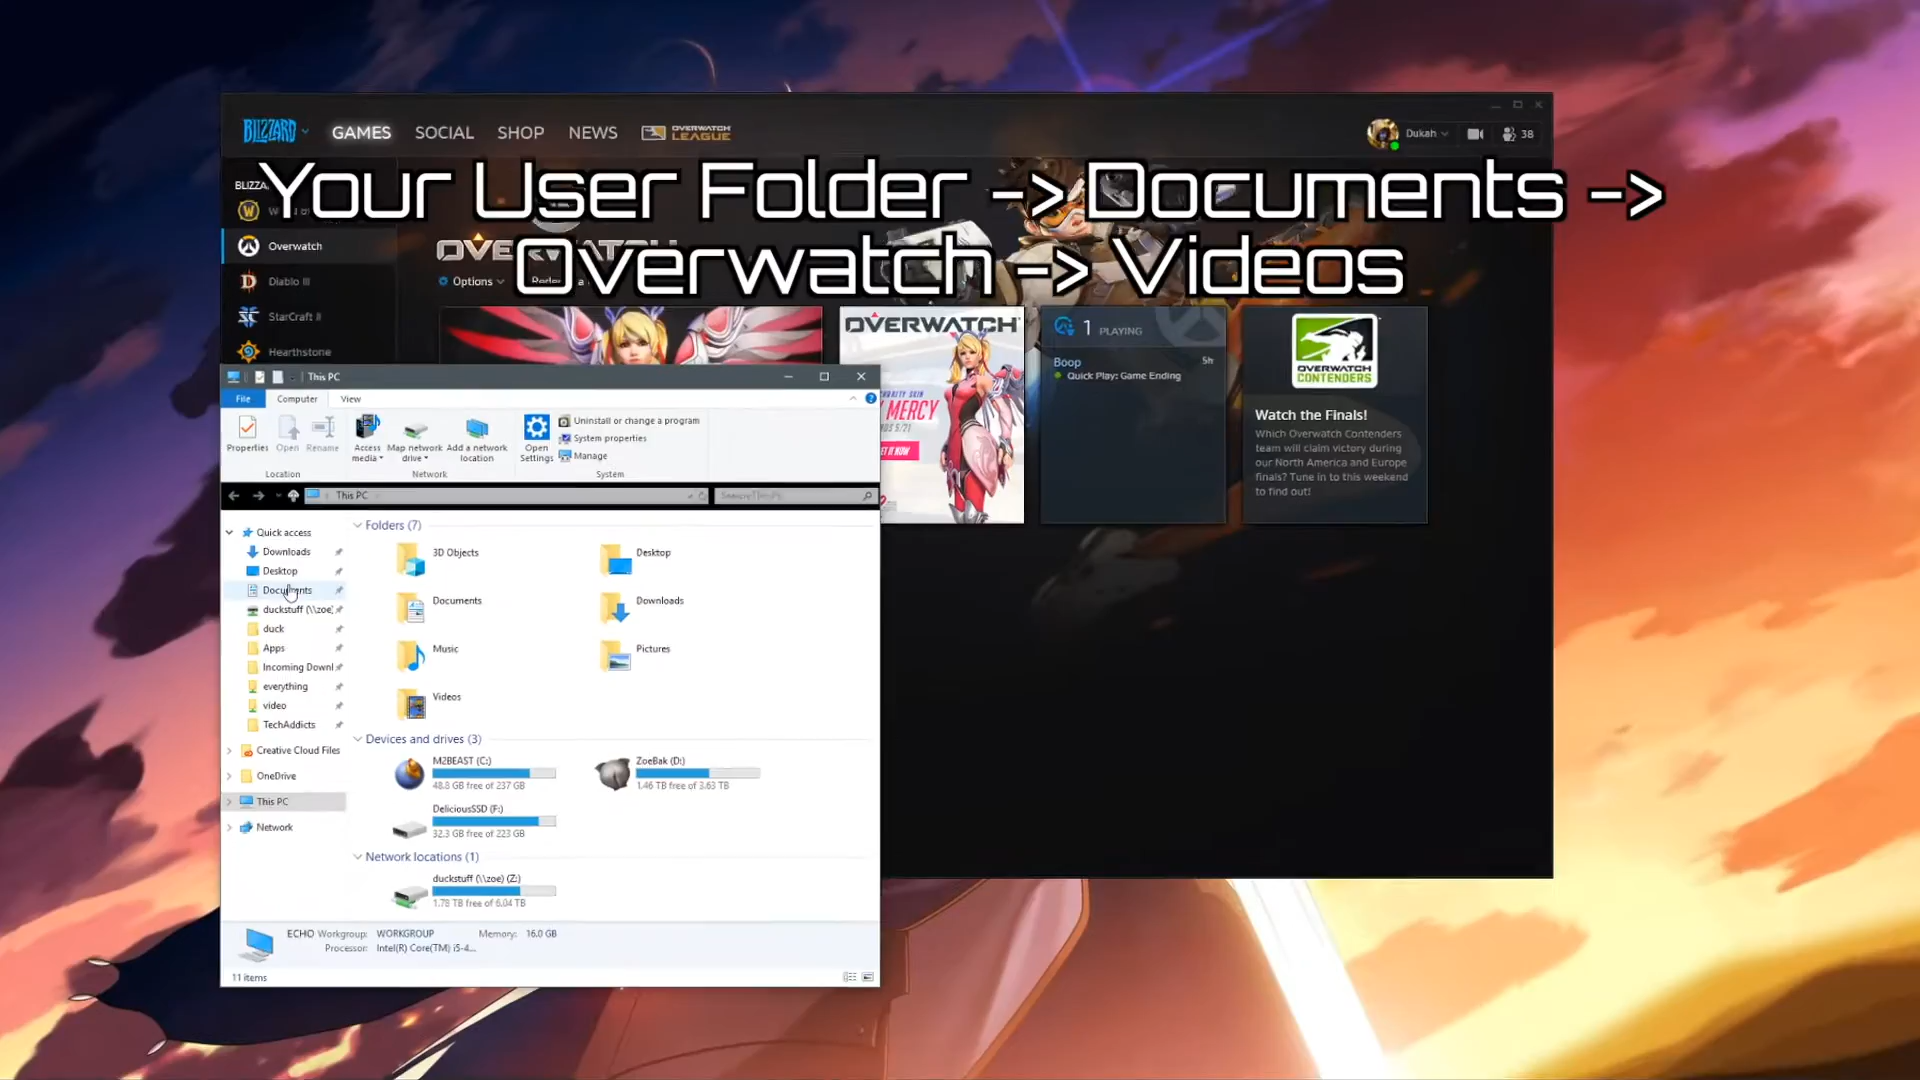 BLIZZARD
GAMES
SOCIAL
SHOP
NEWS
OVERWATCH
LEAGUE
Dukah
38
Your User Folder -> Documents ->
Overwatch -> Videos
BLIZZA
Overwatch
Diablo III
StarCraft II
Hearthstone
Options
1 PLAYING
Boop
5h
Quick Play: Game Ending
OVERWATCH
MERCY
OVERWATCH
CONTENDERS
Watch the Finals!
Which Overwatch Contenders
team will claim victory during
our North America and Europe
finals? Tune in to this weekend
to find out!
This PC
File
Computer
View
Properties
Open
Rename
Access
media
Map network
drive
Add a network
location
Open
Settings
Uninstall or change a program
System properties
Manage
Location
Network
System
This PC
Quick access
Downloads
Desktop
Documents
duckstuff (\\zoe)
duck
Apps
Incoming Downl
everything
video
TechAddicts
Creative Cloud Files
OneDrive
This PC
Network
Folders (7)
3D Objects
Desktop
Documents
Downloads
Music
Pictures
Videos
Devices and drives (3)
M2BEAST (C:)
48.8 GB free of 237 GB
ZoeBak (D:)
1.46 TB free of 3.63 TB
DeliciousSSD (F:)
32.3 GB free of 223 GB
Network locations (1)
duckstuff (\\zoe) (Z:)
1.78 TB free of 6.04 TB
ECHO Workgroup: WORKGROUP Memory: 16.0 GB
Processor: Intel(R) Core(TM) i5-4...
11 items